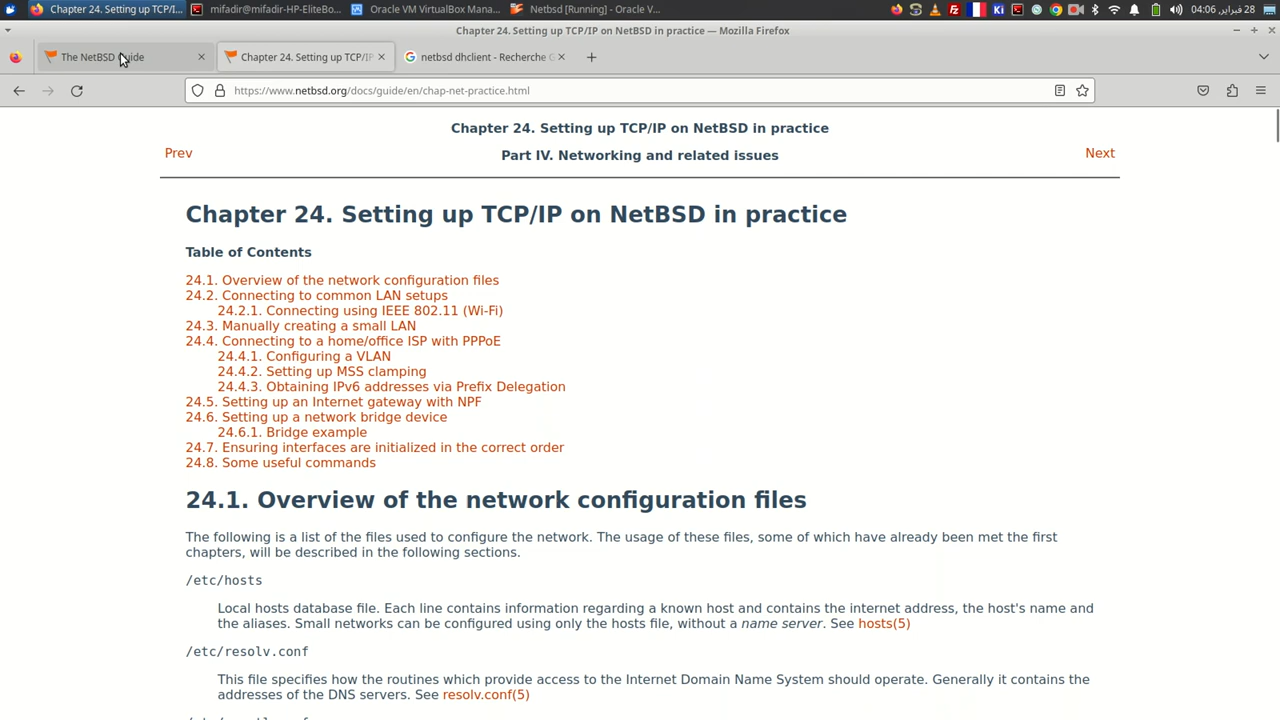 Chapter 24. Setting up TCP/I...
mifadir@mifadir-HP-EliteBo...
Oracle VM VirtualBox Mana...
Netbsd [Running] - Oracle V...
28 فبراير, 04:06
Chapter 24. Setting up TCP/IP on NetBSD in practice — Mozilla Firefox
The NetBSD Guide
Chapter 24. Setting up TCP/IP
netbsd dhclient - Recherche G
https://www.netbsd.org/docs/guide/en/chap-net-practice.html
Chapter 24. Setting up TCP/IP on NetBSD in practice
Prev
Part IV. Networking and related issues
Next
Chapter 24. Setting up TCP/IP on NetBSD in practice
Table of Contents
24.1. Overview of the network configuration files
24.2. Connecting to common LAN setups
24.2.1. Connecting using IEEE 802.11 (Wi-Fi)
24.3. Manually creating a small LAN
24.4. Connecting to a home/office ISP with PPPoE
24.4.1. Configuring a VLAN
24.4.2. Setting up MSS clamping
24.4.3. Obtaining IPv6 addresses via Prefix Delegation
24.5. Setting up an Internet gateway with NPF
24.6. Setting up a network bridge device
24.6.1. Bridge example
24.7. Ensuring interfaces are initialized in the correct order
24.8. Some useful commands
24.1. Overview of the network configuration files
The following is a list of the files used to configure the network. The usage of these files, some of which have already been met the first
chapters, will be described in the following sections.
/etc/hosts
Local hosts database file. Each line contains information regarding a known host and contains the internet address, the host's name and
the aliases. Small networks can be configured using only the hosts file, without a name server. See hosts(5)
/etc/resolv.conf
This file specifies how the routines which provide access to the Internet Domain Name System should operate. Generally it contains the
addresses of the DNS servers. See resolv.conf(5)